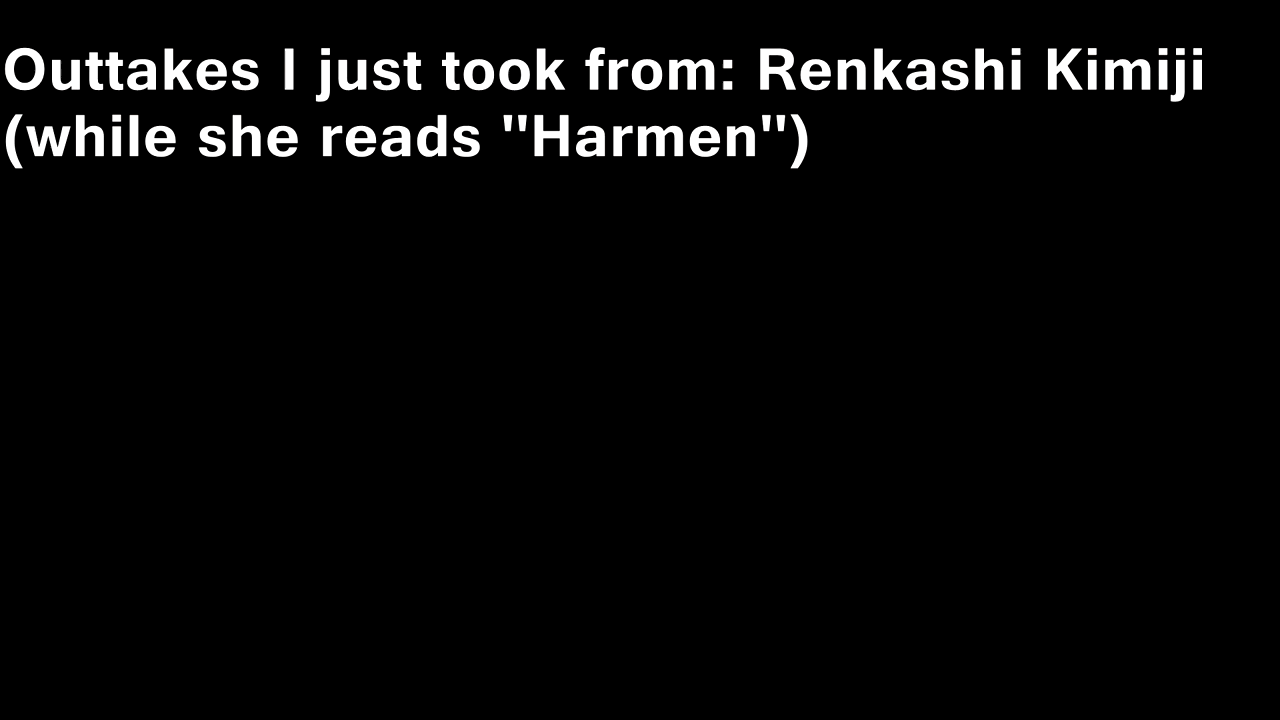 Outtakes I just took from: Renkashi Kimiji
(while she reads "Harmen")